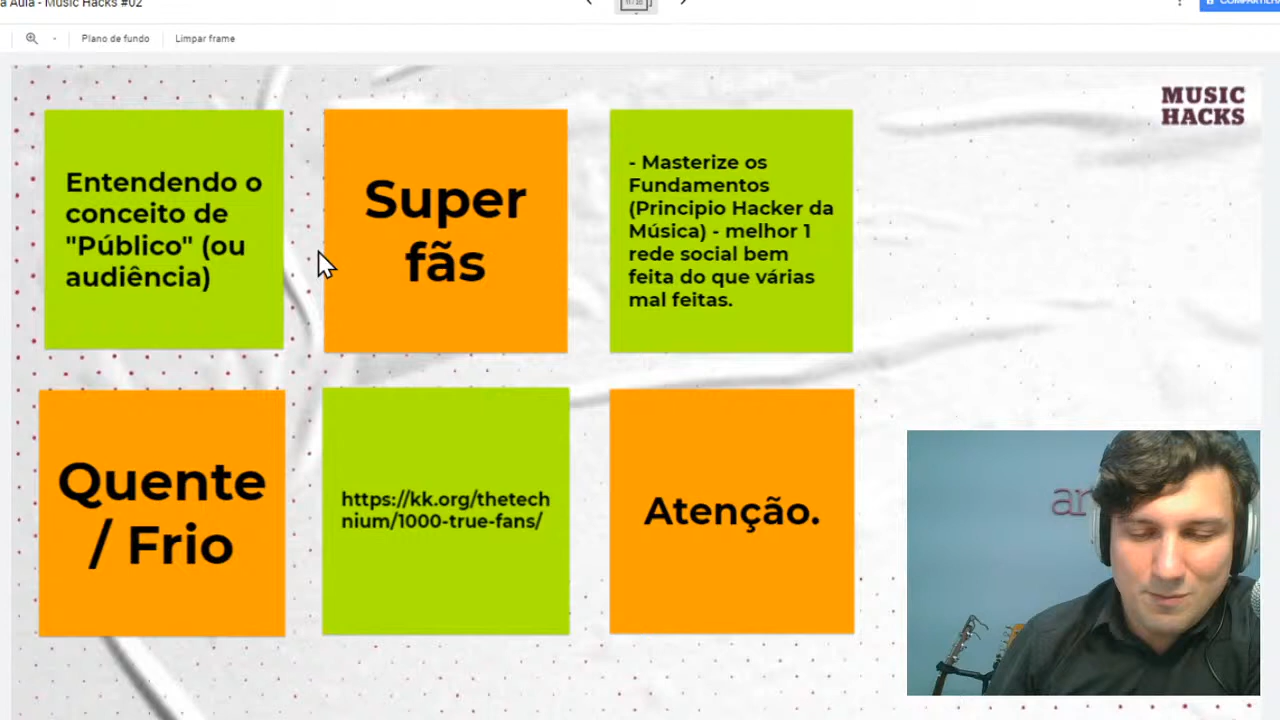 a Aula - Music Hacks #02
11 / 20
Plano de fundo
Limpar frame
MUSIC
HACKS
Entendendo o
conceito de
"Público" (ou
audiência)
Super
fãs
- Masterize os
Fundamentos
(Principio Hacker da
Música) - melhor 1
rede social bem
feita do que várias
mal feitas.
Quente
/ Frio
https://kk.org/thetech
nium/1000-true-fans/
Atenção.